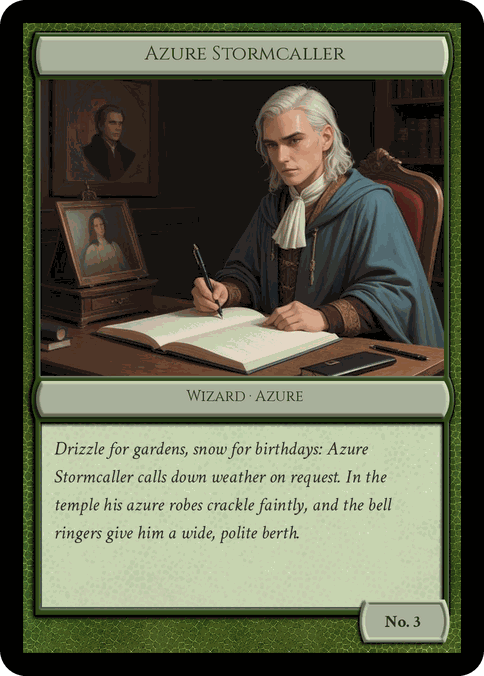 Azure Stormcaller
Wizard · Azure
Drizzle for gardens, snow for birthdays: Azure
Stormcaller calls down weather on request. In the
temple his azure robes crackle faintly, and the bell
ringers give him a wide, polite berth.
No. 3